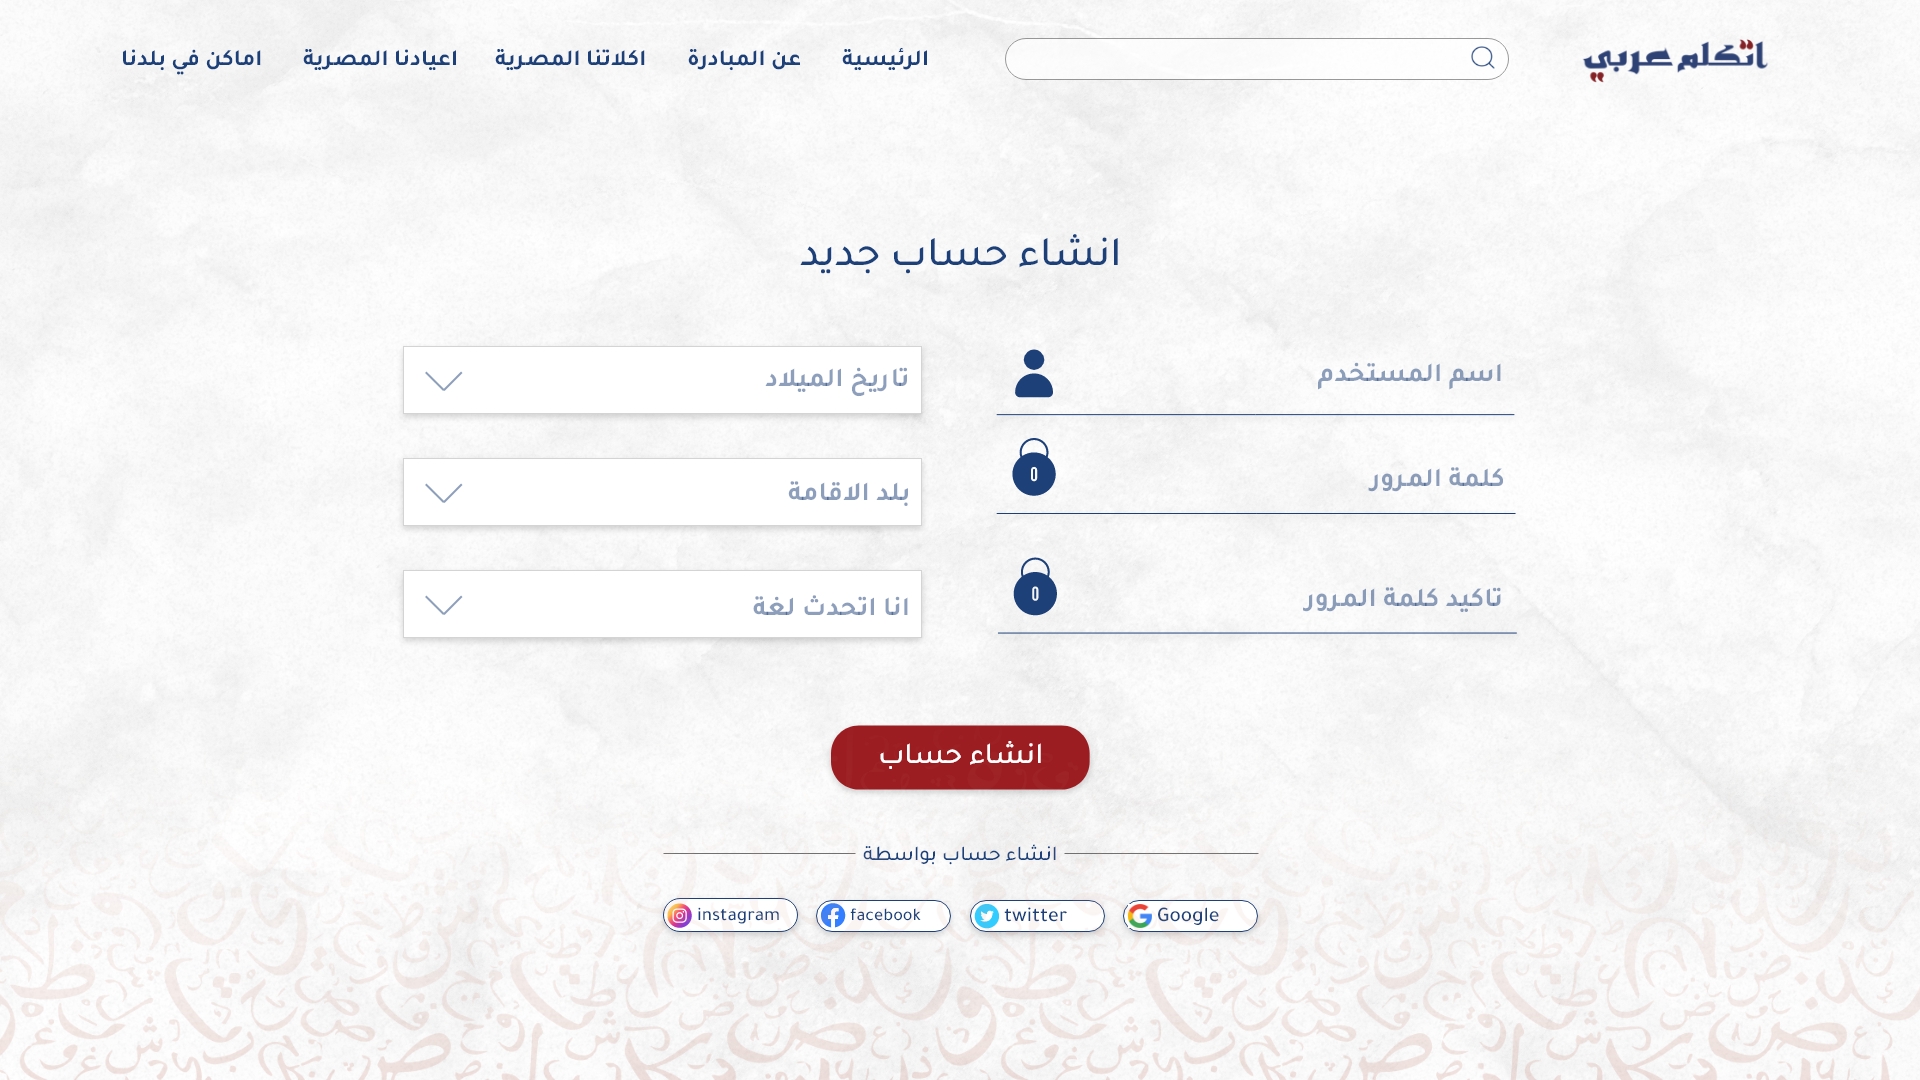 اتكلم عربي
الرئيسية
عن المبادرة
اكلاتنا المصرية
اعيادنا المصرية
اماكن في بلدنا
انشاء حساب جديد
اسم المستخدم
كلمة المرور
تاكيد كلمة المرور
تاريخ الميلاد
بلد الاقامة
انا اتحدث لغة
انشاء حساب
انشاء حساب بواسطة
Google
twitter
facebook
instagram